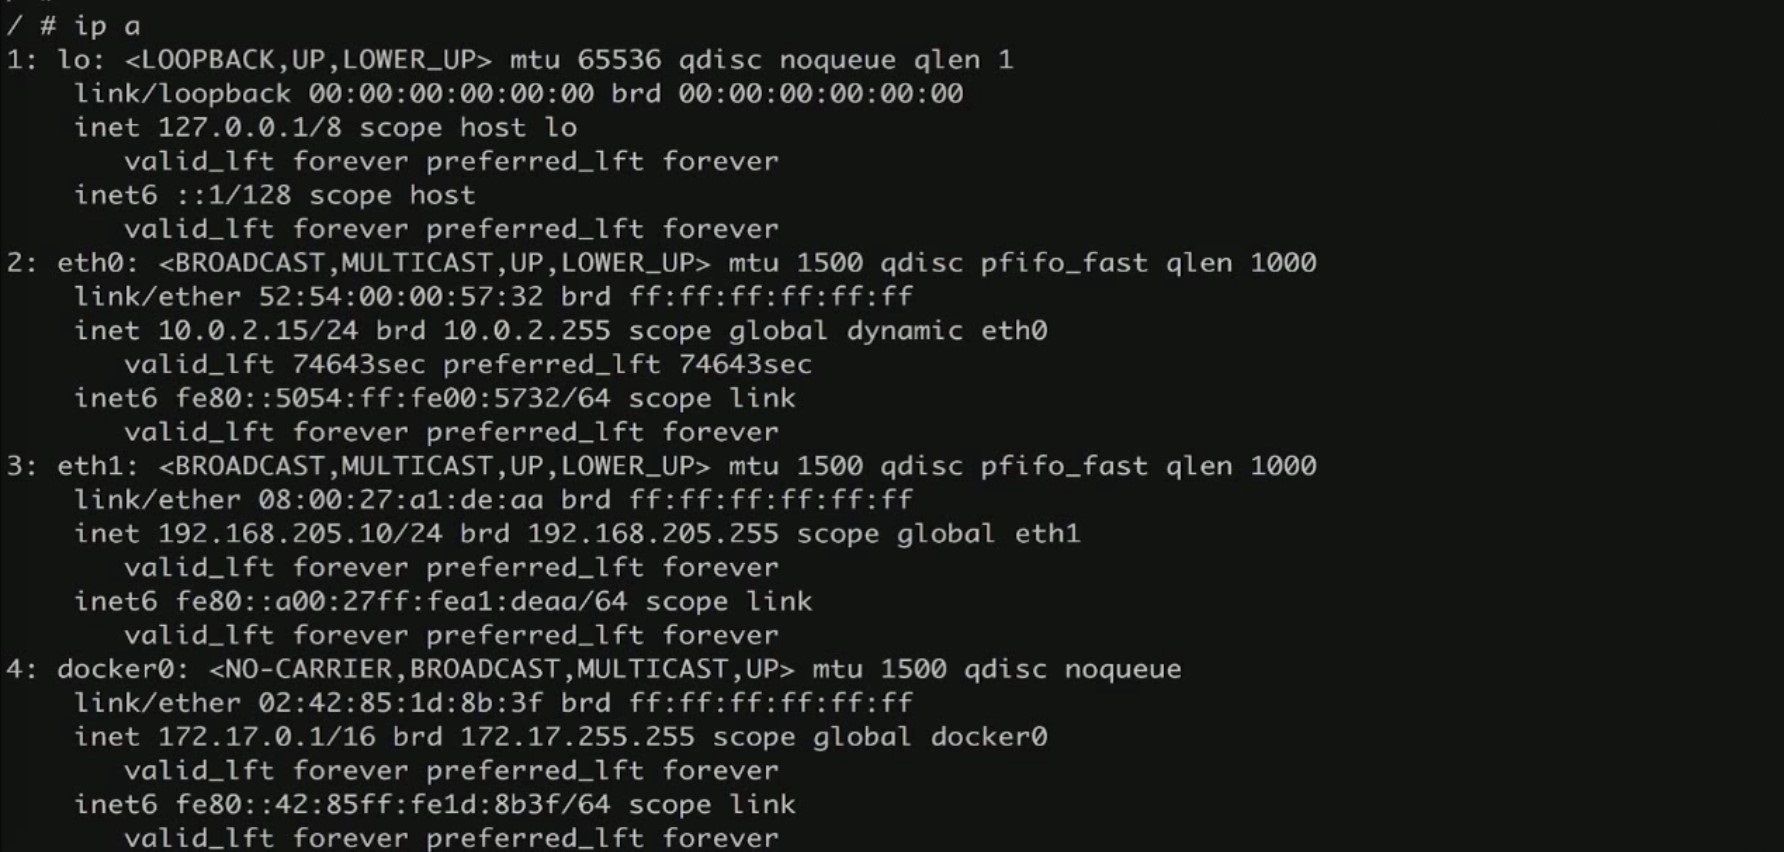 / # ip a
1: lo: <LOOPBACK,UP,LOWER_UP> mtu 65536 qdisc noqueue qlen 1
link/loopback 00:00:00:00:00:00 brd 00:00:00:00:00:00
inet 127.0.0.1/8 scope host lo
valid_lft forever preferred_lft forever
inet6 ::1/128 scope host
valid_lft forever preferred_lft forever
2: eth0: <BROADCAST,MULTICAST,UP,LOWER_UP> mtu 1500 qdisc pfifo_fast qlen 1000
link/ether 52:54:00:00:57:32 brd ff:ff:ff:ff:ff:ff
inet 10.0.2.15/24 brd 10.0.2.255 scope global dynamic eth0
valid_lft 74643sec preferred_lft 74643sec
inet6 fe80::5054:ff:fe00:5732/64 scope link
valid_lft forever preferred_lft forever
3: eth1: <BROADCAST,MULTICAST,UP,LOWER_UP> mtu 1500 qdisc pfifo_fast qlen 1000
link/ether 08:00:27:a1:de:aa brd ff:ff:ff:ff:ff:ff
inet 192.168.205.10/24 brd 192.168.205.255 scope global eth1
valid_lft forever preferred_lft forever
inet6 fe80::a00:27ff:fea1:deaa/64 scope link
valid_lft forever preferred_lft forever
4: docker0: <NO-CARRIER,BROADCAST,MULTICAST,UP> mtu 1500 qdisc noqueue
link/ether 02:42:85:1d:8b:3f brd ff:ff:ff:ff:ff:ff
inet 172.17.0.1/16 brd 172.17.255.255 scope global docker0
valid_lft forever preferred_lft forever
inet6 fe80::42:85ff:fe1d:8b3f/64 scope link
valid_lft forever preferred_lft forever